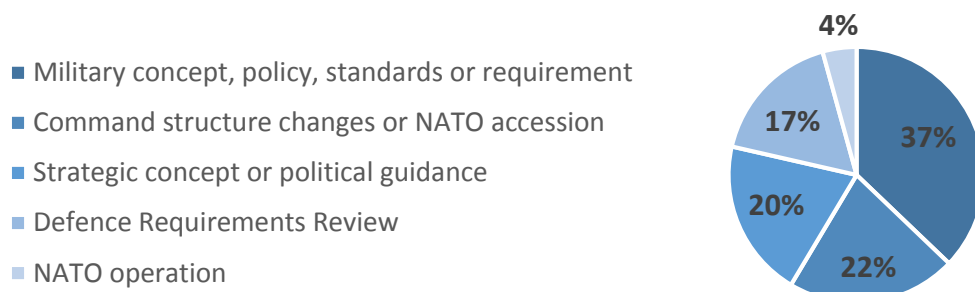 4%
Military concept, policy, standards or requirement
Command structure changes or NATO accession
17%
37%
Strategic concept or political guidance
20%
Defence Requirements Review
NATO operation
22%